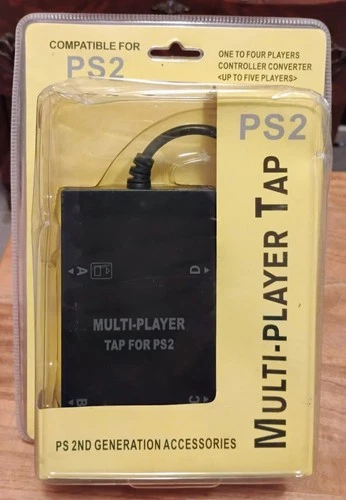 COMPATIBLE FOR
PS2
ONE TO FOUR PLAYERS
CONTROLLER CONVERTER
<UP TO FIVE PLAYERS>
PS2
MULTI-PLAYER TAP
A
D
MULTI-PLAYER
TAP FOR PS2
B
C
PS 2ND GENERATION ACCESSORIES